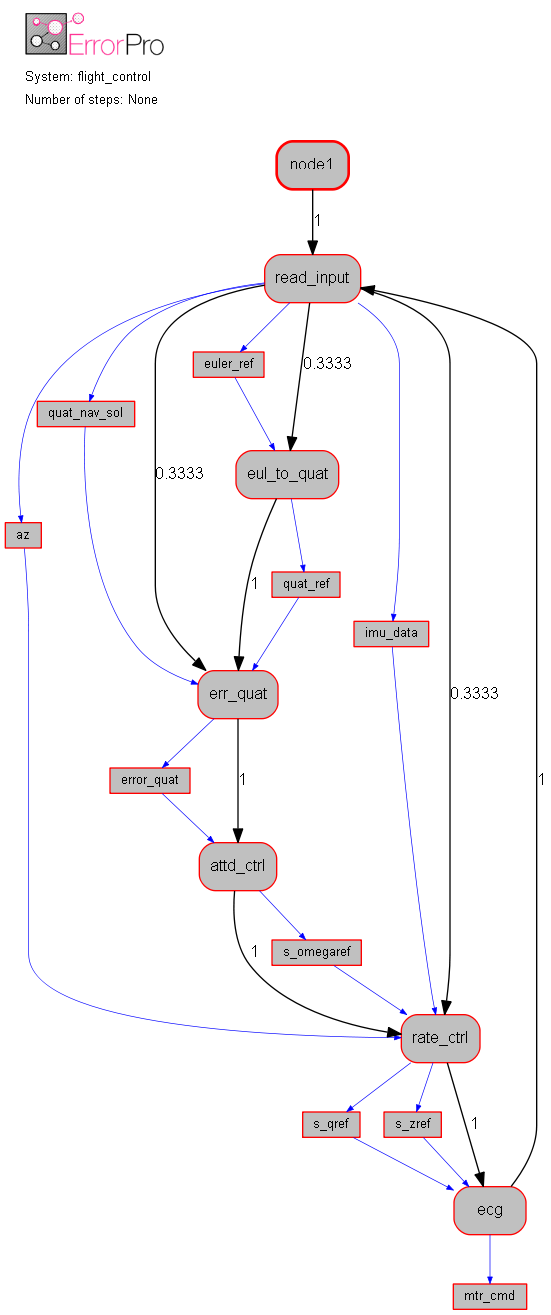 ErrorPro
System: flight_control
Number of steps: None
node1
1
read_input
euler_ref
0.3333
quat_nav_sol
eul_to_quat
0.3333
az
quat_ref
1
imu_data
err_quat
0.3333
error_quat
1
1
attd_ctrl
s_omegaref
1
rate_ctrl
s_qref
s_zref
1
ecg
mtr_cmd